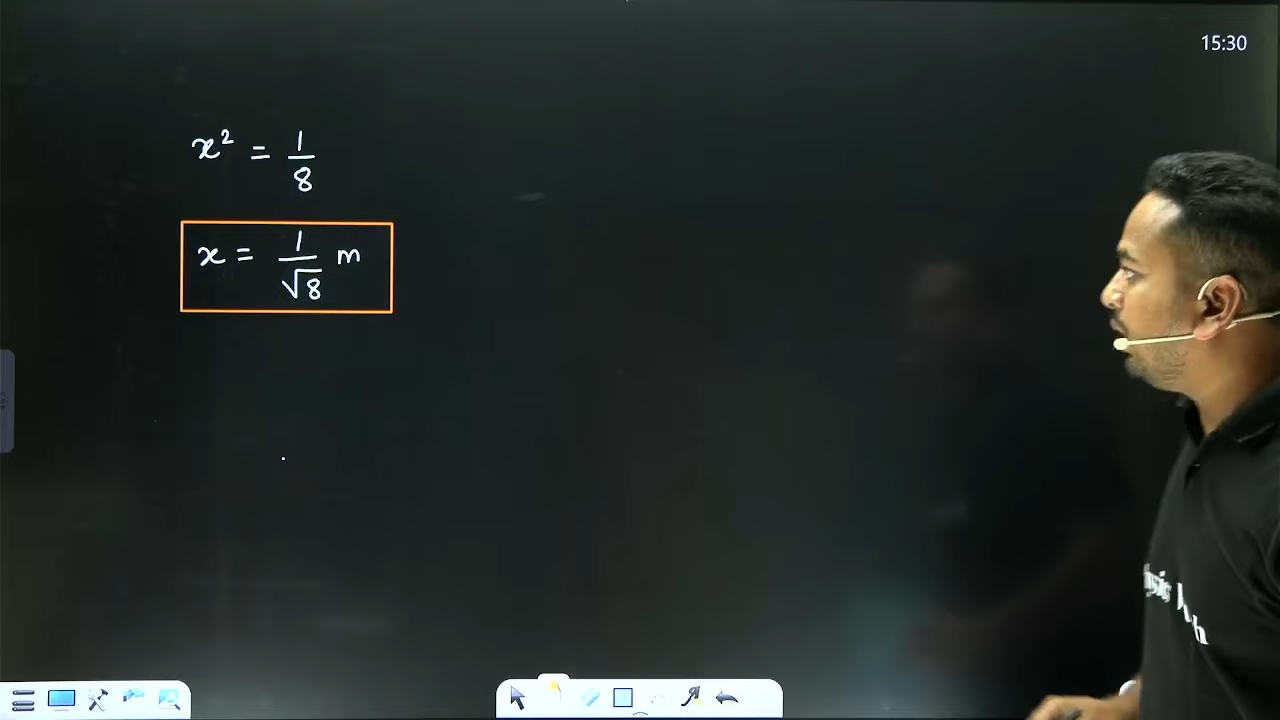 15:30
x² = 1/8
x = 1/√8 m